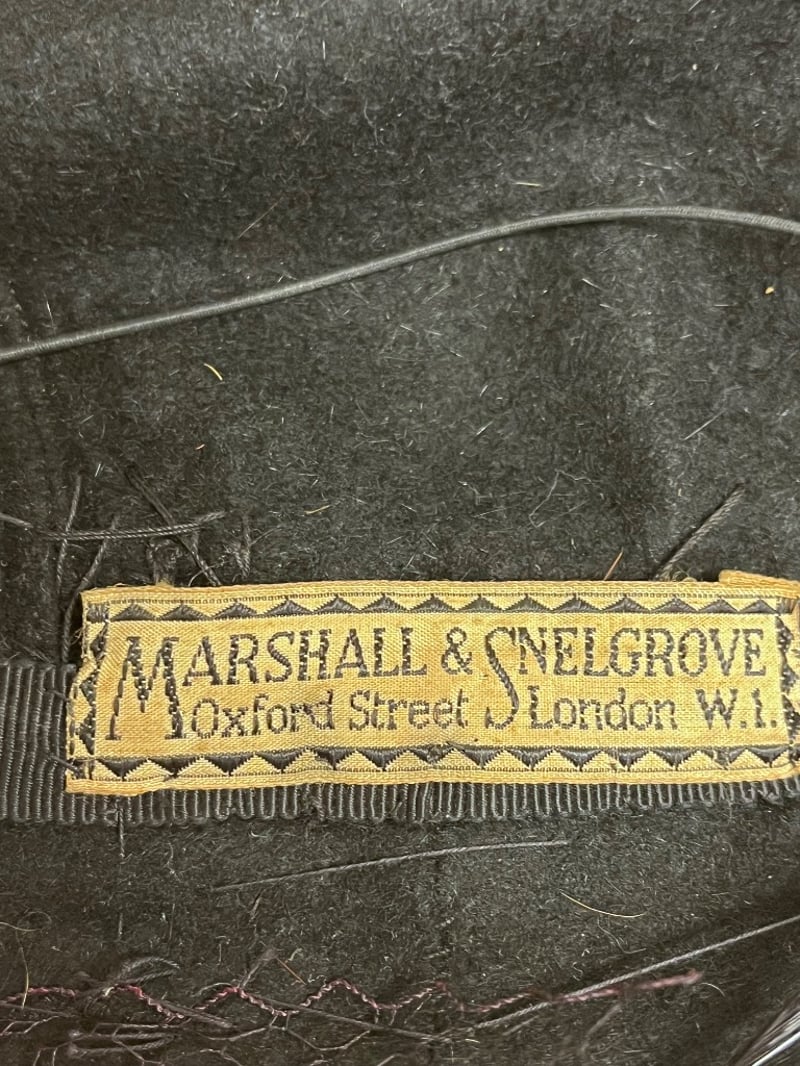 MARSHALL & SNELGROVE
Oxford Street London W.1.